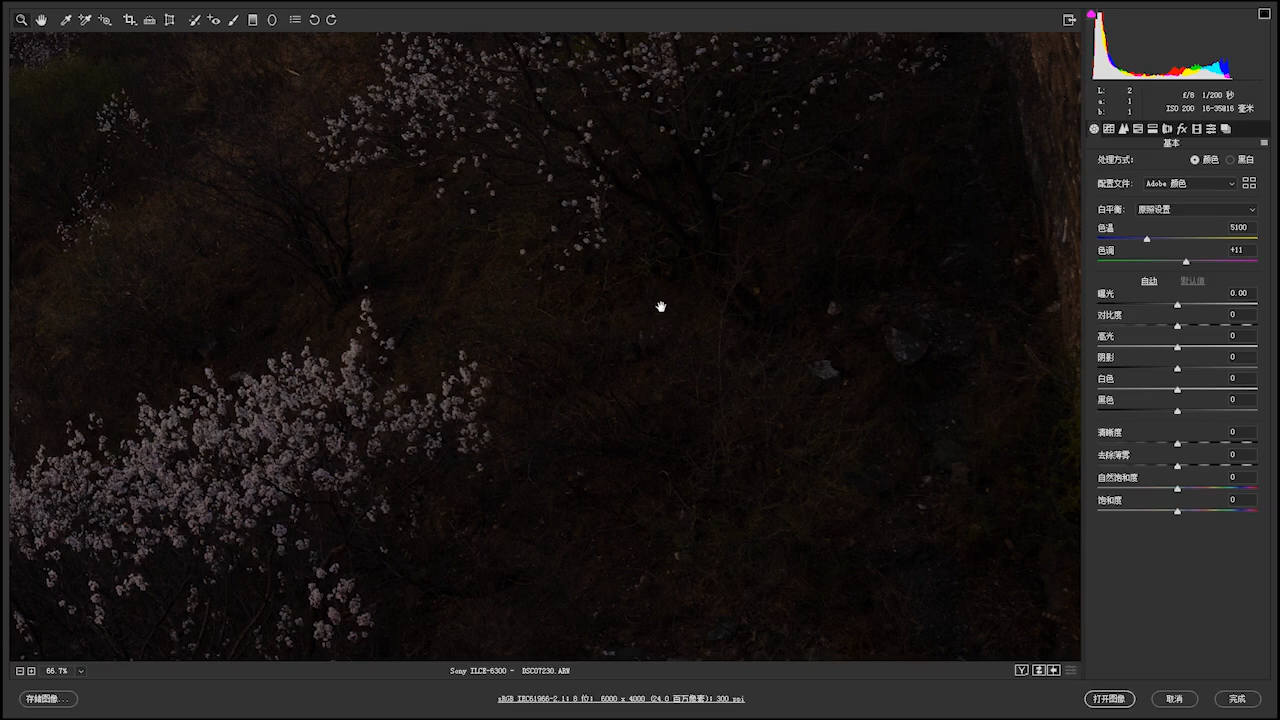 L: 2
a: 1
b: 1
f/8 1/200 秒
ISO 200 16-35@16 毫米
fx
基本
处理方式: 颜色 黑白
配置文件: Adobe 颜色
白平衡: 原照设置
色温 5100
色调 +11
自动 默认值
曝光 0.00
对比度 0
高光 0
阴影 0
白色 0
黑色 0
清晰度 0
去除薄雾 0
自然饱和度 0
饱和度 0
66.7% Sony ILCE-6300 - DSC07230.ARW Y
存储图像... sRGB IEC61966-2.1; 8 位; 6000 x 4000 (24.0 百万像素); 300 ppi 打开图像 取消 完成